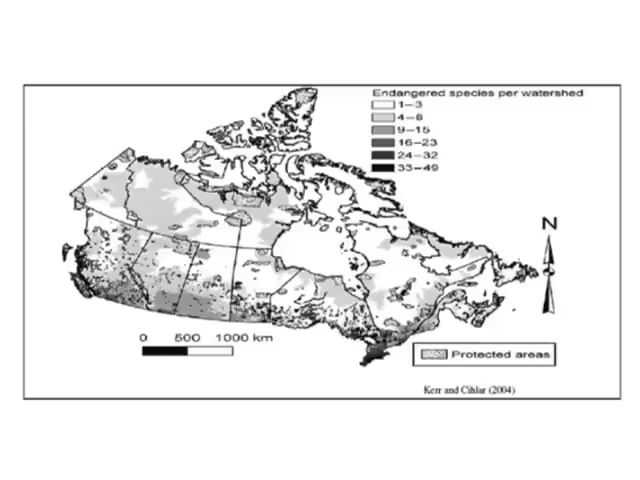 Endangered species per watershed
1–3
4–8
9–15
16–23
24–32
33–49
N
0 500 1000 km
Protected areas
Kerr and Cihlar (2004)